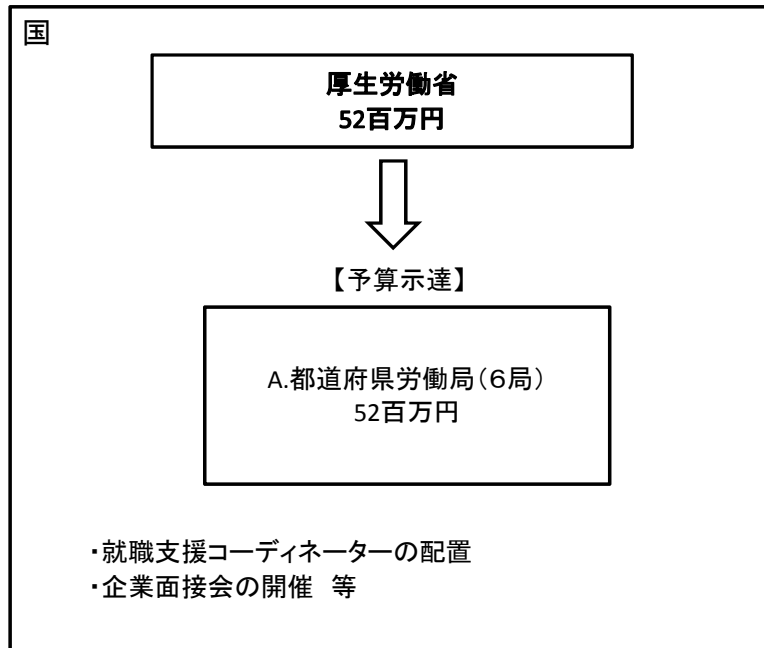 国
厚生労働省
52百万円
【予算示達】
A.都道府県労働局（６局）
52百万円
・就職支援コーディネーターの配置
・企業面接会の開催　等